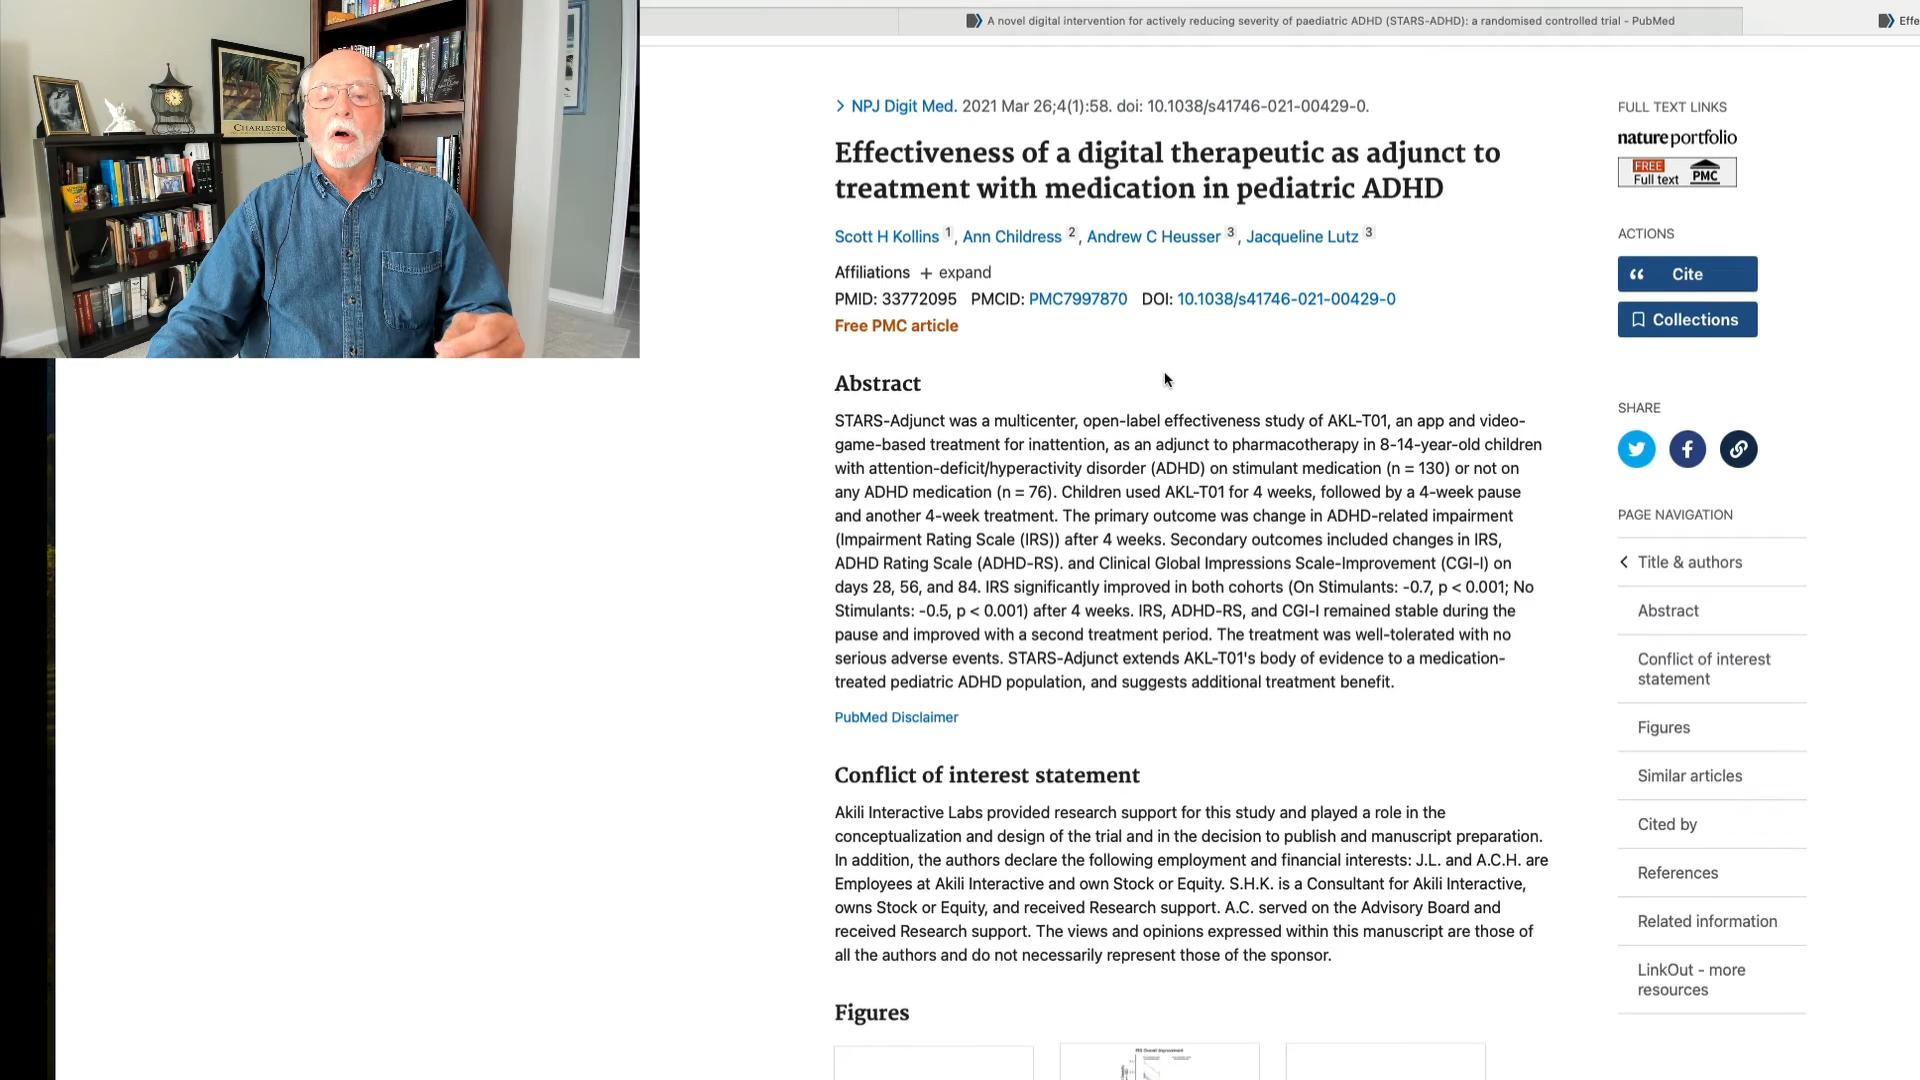 A novel digital intervention for actively reducing severity of paediatric ADHD (STARS-ADHD): a randomised controlled trial - PubMed
Effe
CHARLESTON
NPJ Digit Med. 2021 Mar 26;4(1):58. doi: 10.1038/s41746-021-00429-0.
Effectiveness of a digital therapeutic as adjunct to
treatment with medication in pediatric ADHD
Scott H Kollins 1, Ann Childress 2, Andrew C Heusser 3, Jacqueline Lutz 3
Affiliations + expand
PMID: 33772095 PMCID: PMC7997870 DOI: 10.1038/s41746-021-00429-0
Free PMC article
Abstract
STARS-Adjunct was a multicenter, open-label effectiveness study of AKL-T01, an app and video-
game-based treatment for inattention, as an adjunct to pharmacotherapy in 8-14-year-old children
with attention-deficit/hyperactivity disorder (ADHD) on stimulant medication (n = 130) or not on
any ADHD medication (n = 76). Children used AKL-T01 for 4 weeks, followed by a 4-week pause
and another 4-week treatment. The primary outcome was change in ADHD-related impairment
(Impairment Rating Scale (IRS)) after 4 weeks. Secondary outcomes included changes in IRS,
ADHD Rating Scale (ADHD-RS). and Clinical Global Impressions Scale-Improvement (CGI-I) on
days 28, 56, and 84. IRS significantly improved in both cohorts (On Stimulants: -0.7, p < 0.001; No
Stimulants: -0.5, p < 0.001) after 4 weeks. IRS, ADHD-RS, and CGI-I remained stable during the
pause and improved with a second treatment period. The treatment was well-tolerated with no
serious adverse events. STARS-Adjunct extends AKL-T01's body of evidence to a medication-
treated pediatric ADHD population, and suggests additional treatment benefit.
PubMed Disclaimer
Conflict of interest statement
Akili Interactive Labs provided research support for this study and played a role in the
conceptualization and design of the trial and in the decision to publish and manuscript preparation.
In addition, the authors declare the following employment and financial interests: J.L. and A.C.H. are
Employees at Akili Interactive and own Stock or Equity. S.H.K. is a Consultant for Akili Interactive,
owns Stock or Equity, and received Research support. A.C. served on the Advisory Board and
received Research support. The views and opinions expressed within this manuscript are those of
all the authors and do not necessarily represent those of the sponsor.
Figures
IRS Overall Improvement
FULL TEXT LINKS
natureportfolio
FREE
Full text PMC
ACTIONS
Cite
Collections
SHARE
PAGE NAVIGATION
Title & authors
Abstract
Conflict of interest
statement
Figures
Similar articles
Cited by
References
Related information
LinkOut - more
resources